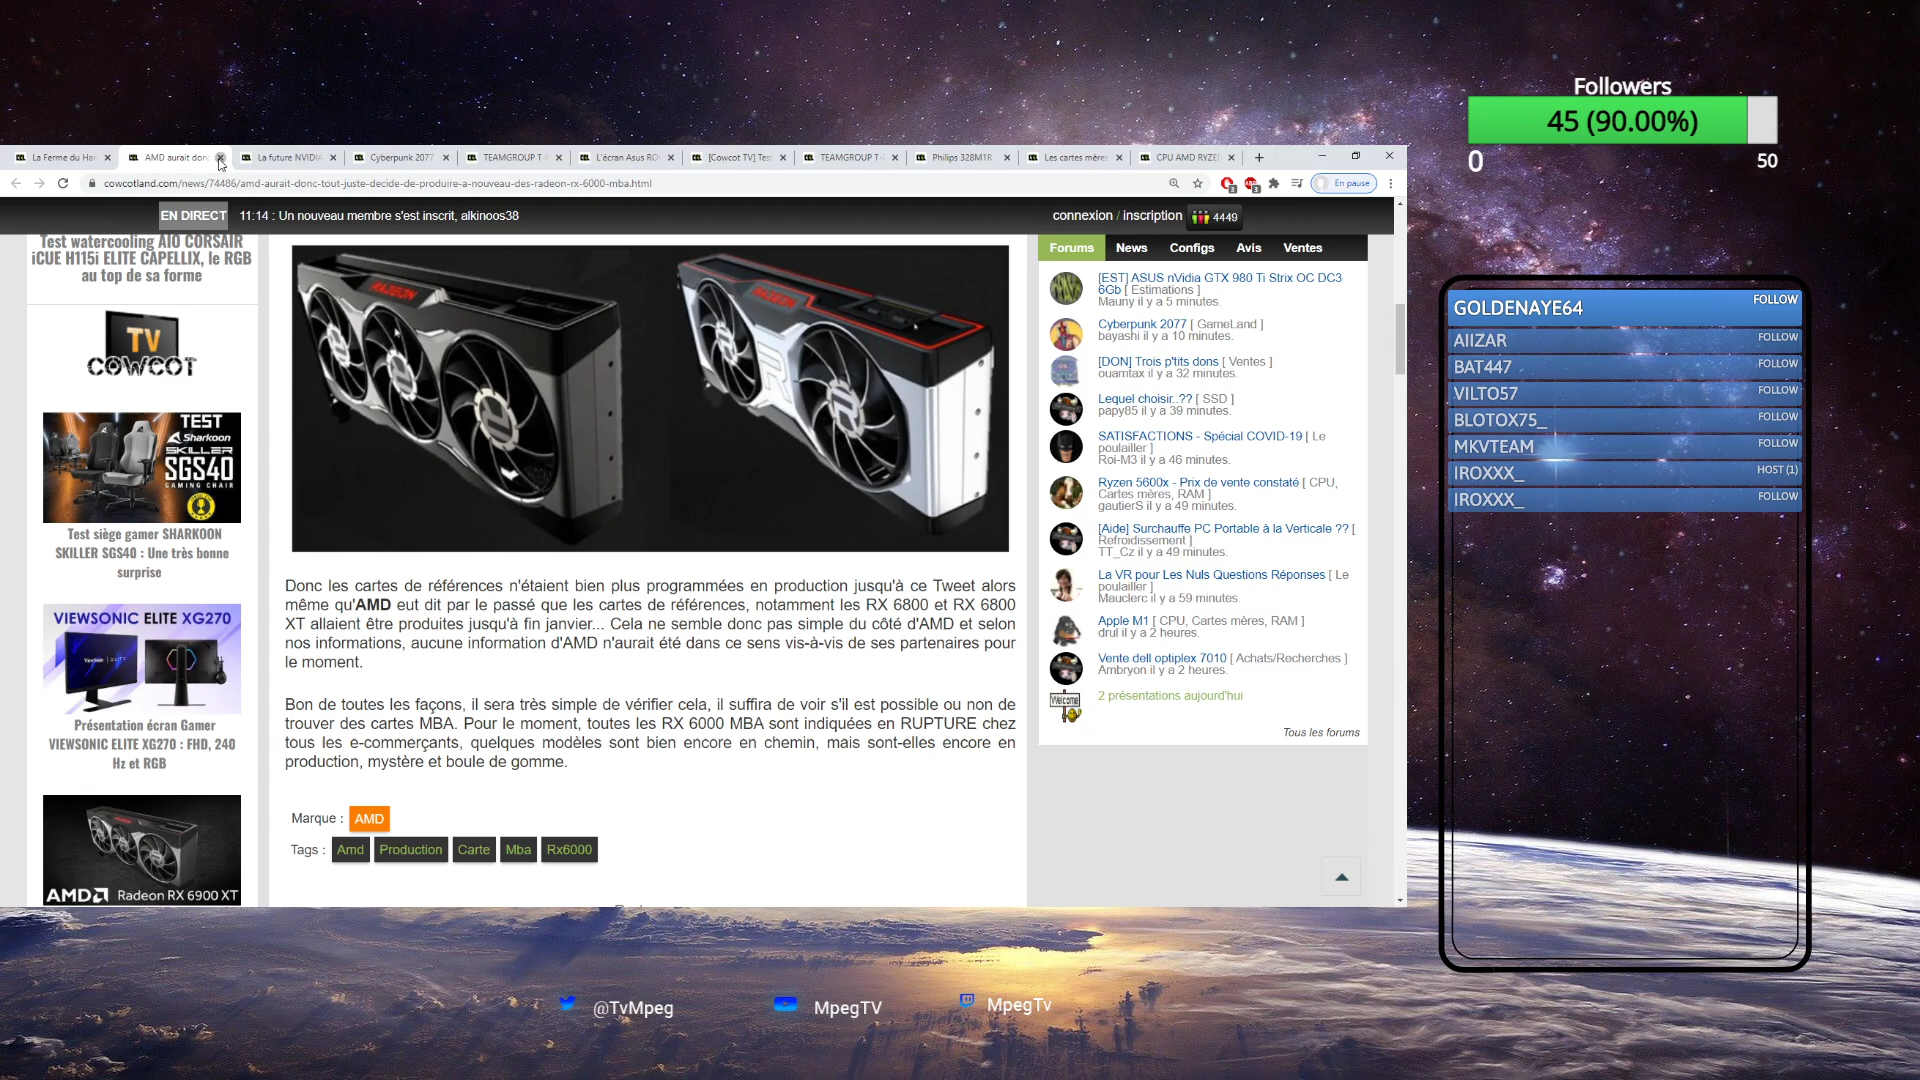 Followers
45 (90.00%)
0
50
La Ferme du Har
AMD aurait donc
La future NVIDIA
Cyberpunk 2077
TEAMGROUP T-
L'écran Asus RO
[Cowcot TV] Tes
TEAMGROUP T-
Philips 328M1R
Les cartes mères
CPU AMD RYZE
cowcotland.com/news/74486/amd-aurait-donc-tout-juste-decide-de-produire-a-nouveau-des-radeon-rx-6000-mba.html
En pause
EN DIRECT
11:14 : Un nouveau membre s'est inscrit, alkinoos38
connexion / inscription
4449
Test watercooling AIO CORSAIR
iCUE H115i ELITE CAPELLIX, le RGB
au top de sa forme
TV
COWCOT
TEST
Sharkoon
SKILLER
SGS40
GAMING CHAIR
Test siège gamer SHARKOON
SKILLER SGS40 : Une très bonne
surprise
VIEWSONIC ELITE XG270
Présentation écran Gamer
VIEWSONIC ELITE XG270 : FHD, 240
Hz et RGB
AMD Radeon RX 6900 XT
RADEON
RADEON
Donc les cartes de références n'étaient bien plus programmées en production jusqu'à ce Tweet alors
même qu'AMD eut dit par le passé que les cartes de références, notamment les RX 6800 et RX 6800
XT allaient être produites jusqu'à fin janvier... Cela ne semble donc pas simple du côté d'AMD et selon
nos informations, aucune information d'AMD n'aurait été dans ce sens vis-à-vis de ses partenaires pour
le moment.
Bon de toutes les façons, il sera très simple de vérifier cela, il suffira de voir s'il est possible ou non de
trouver des cartes MBA. Pour le moment, toutes les RX 6000 MBA sont indiquées en RUPTURE chez
tous les e-commerçants, quelques modèles sont bien encore en chemin, mais sont-elles encore en
production, mystère et boule de gomme.
Marque : AMD
Tags : Amd Production Carte Mba Rx6000
Forums News Configs Avis Ventes
[EST] ASUS nVidia GTX 980 Ti Strix OC DC3
6Gb [ Estimations ]
Mauny il y a 5 minutes.
Cyberpunk 2077 [ GameLand ]
bayashi il y a 10 minutes.
[DON] Trois p'tits dons [ Ventes ]
ouamtax il y a 32 minutes.
Lequel choisir..?? [ SSD ]
papy85 il y a 39 minutes.
SATISFACTIONS - Spécial COVID-19 [ Le
poulailler ]
Roi-M3 il y a 46 minutes.
Ryzen 5600x - Prix de vente constaté [ CPU,
Cartes mères, RAM ]
gautierS il y a 49 minutes.
[Aide] Surchauffe PC Portable à la Verticale ?? [
Refroidissement ]
TT_Cz il y a 49 minutes.
La VR pour Les Nuls Questions Réponses [ Le
poulailler ]
Mauclerc il y a 59 minutes.
Apple M1 [ CPU, Cartes mères, RAM ]
drul il y a 2 heures.
Vente dell optiplex 7010 [ Achats/Recherches ]
Ambryon il y a 2 heures.
Welcome
2 présentations aujourd'hui
Tous les forums
GOLDENAYE64 FOLLOW
AIIZAR FOLLOW
BAT447 FOLLOW
VILTO57 FOLLOW
BLOTOX75_ FOLLOW
MKVTEAM FOLLOW
IROXXX_ HOST (1)
IROXXX_ FOLLOW
@TvMpeg
MpegTV
MpegTv